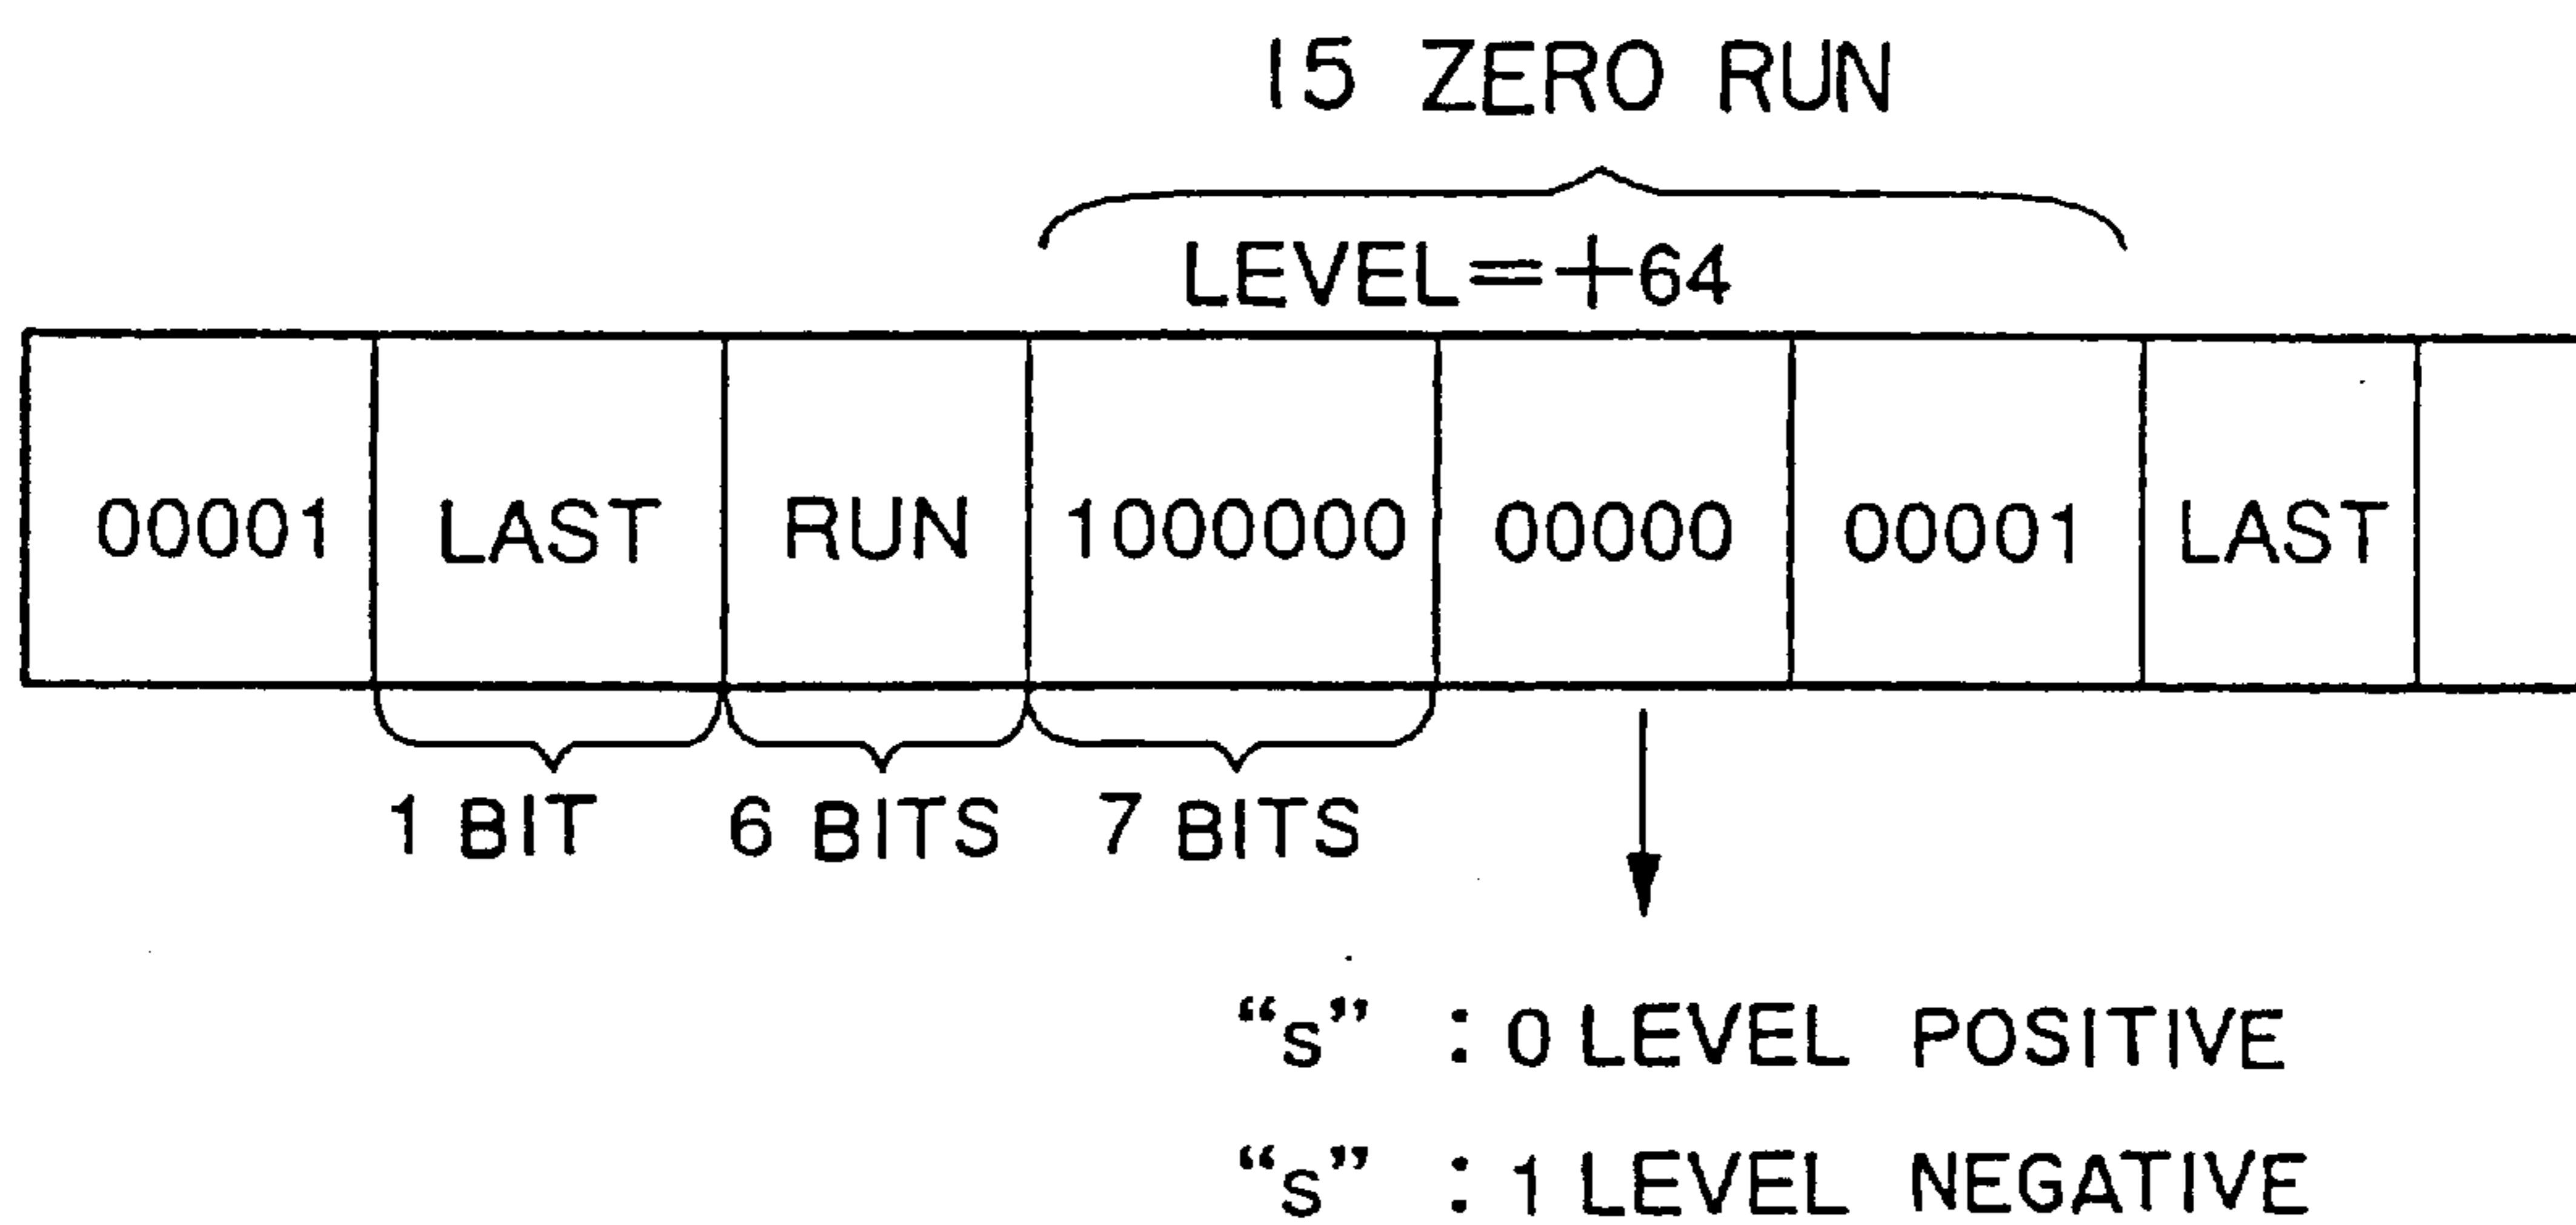 15 ZERO RUN
LEVEL=+64
00001 LAST RUN 1000000 00000 00001 LAST
1 BIT 6 BITS 7 BITS
“s” : 0 LEVEL POSITIVE
“s” : 1 LEVEL NEGATIVE